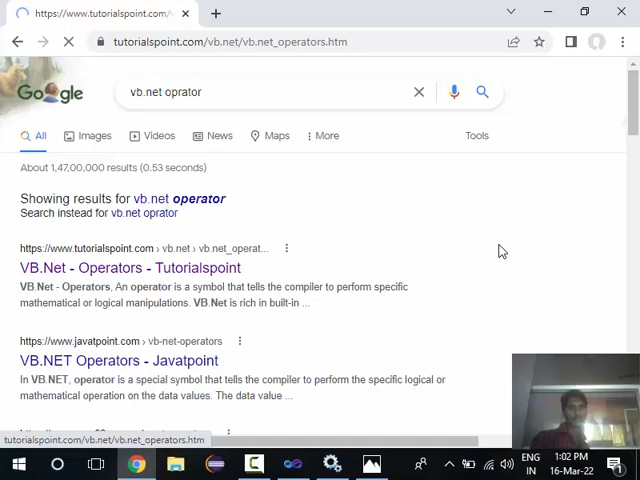 https://www.tutorialspoint.com/vb
tutorialspoint.com/vb.net/vb.net_operators.htm
Google
vb.net oprator
All Images Videos News Maps More Tools
About 1,47,00,000 results (0.53 seconds)
Showing results for vb.net operator
Search instead for vb.net oprator
https://www.tutorialspoint.com › vb.net › vb.net_operat...
VB.Net - Operators - Tutorialspoint
VB.Net - Operators, An operator is a symbol that tells the compiler to perform specific
mathematical or logical manipulations. VB.Net is rich in built-in ...
https://www.javatpoint.com › vb-net-operators
VB.NET Operators - Javatpoint
In VB.NET, operator is a special symbol that tells the compiler to perform the specific logical or
mathematical operation on the data values. The data value ...
tutorialspoint.com/vb.net/vb.net_operators.htm
ENG 1:02 PM
IN 16-Mar-22
1